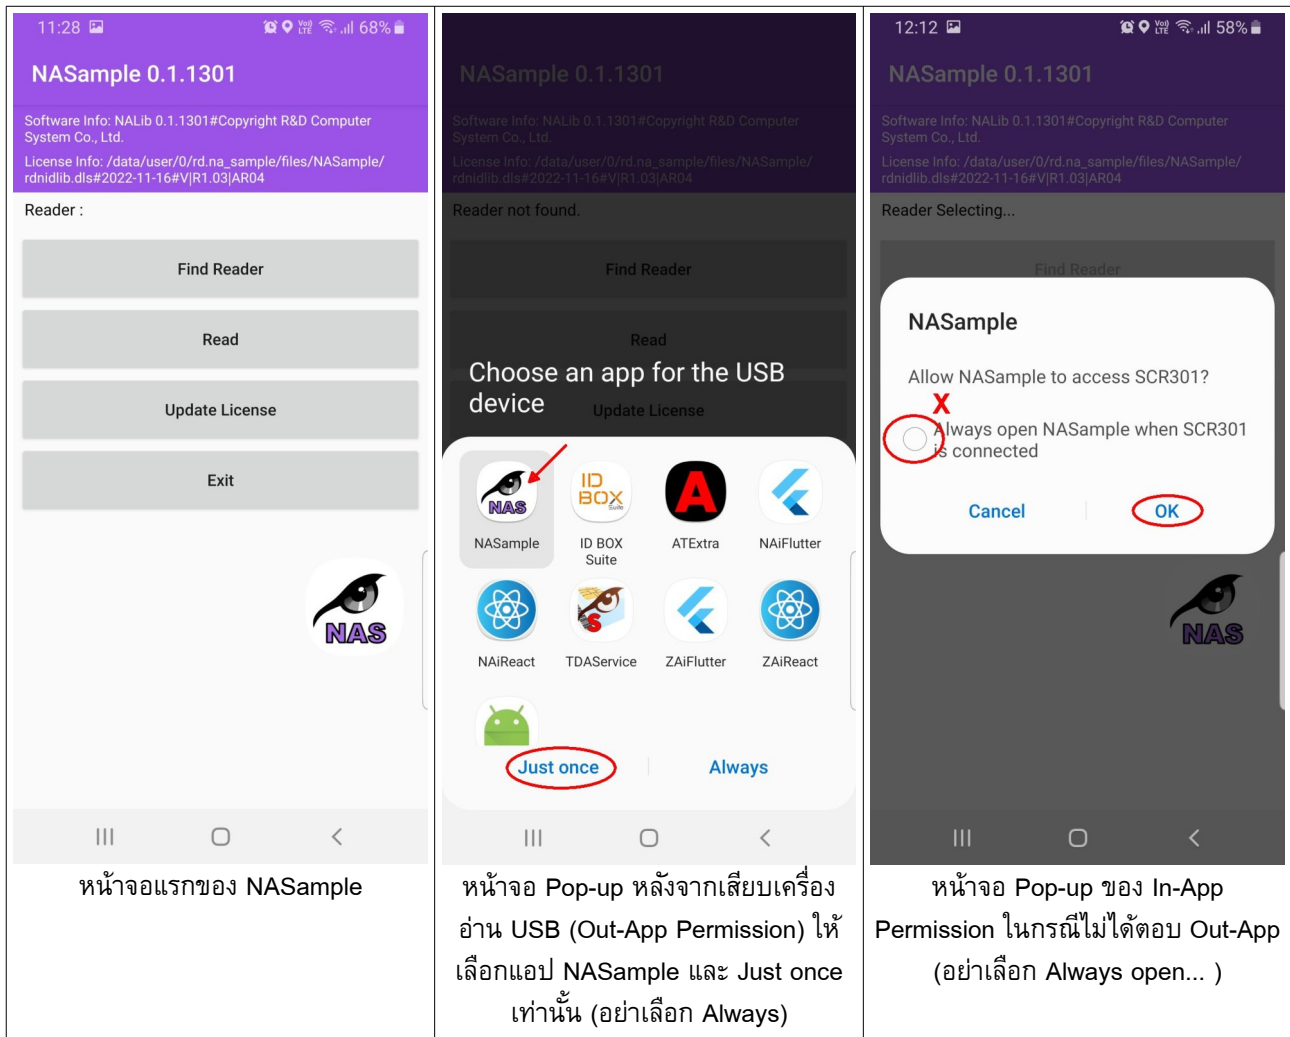 11:28
VoLTE 68%
NASample 0.1.1301
Software Info: NALib 0.1.1301#Copyright R&D Computer
System Co., Ltd.
License Info: /data/user/0/rd.na_sample/files/NASample/
rdnidlib.dls#2022-11-16#V|R1.03|AR04
Reader :
Find Reader
Read
Update License
Exit
NAS
หน้าจอแรกของ NASample
NASample 0.1.1301
Software Info: NALib 0.1.1301#Copyright R&D Computer
System Co., Ltd.
License Info: /data/user/0/rd.na_sample/files/NASample/
rdnidlib.dls#2022-11-16#V|R1.03|AR04
Reader not found.
Find Reader
Read
Update License
Choose an app for the USB
device
NAS
NASample
ID
BOX
Suite
ID BOX
Suite
A
ATExtra
NAiFlutter
NAiReact
S
TDAService
ZAiFlutter
ZAiReact
Just once
Always
หน้าจอ Pop-up หลังจากเสียบเครื่อง
อ่าน USB (Out-App Permission) ให้
เลือกแอป NASample และ Just once
เท่านั้น (อย่าเลือก Always)
12:12
VoLTE 58%
NASample 0.1.1301
Software Info: NALib 0.1.1301#Copyright R&D Computer
System Co., Ltd.
License Info: /data/user/0/rd.na_sample/files/NASample/
rdnidlib.dls#2022-11-16#V|R1.03|AR04
Reader Selecting...
Find Reader
NASample
Allow NASample to access SCR301?
X
Always open NASample when SCR301
is connected
Cancel
OK
NAS
หน้าจอ Pop-up ของ In-App
Permission ในกรณีไม่ได้ตอบ Out-App
(อย่าเลือก Always open... )